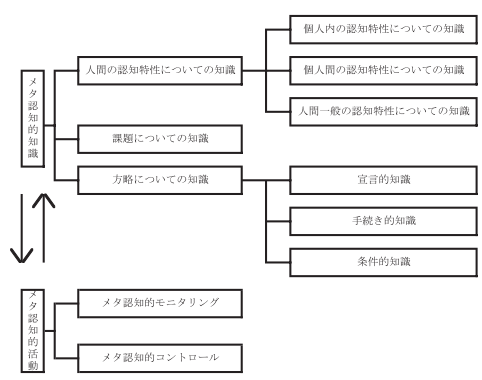 メタ認知的知識
人間の認知特性についての知識
個人内の認知特性についての知識
個人間の認知特性についての知識
人間一般の認知特性についての知識
課題についての知識
方略についての知識
宣言的知識
手続き的知識
条件的知識
メタ認知的活動
メタ認知的モニタリング
メタ認知的コントロール